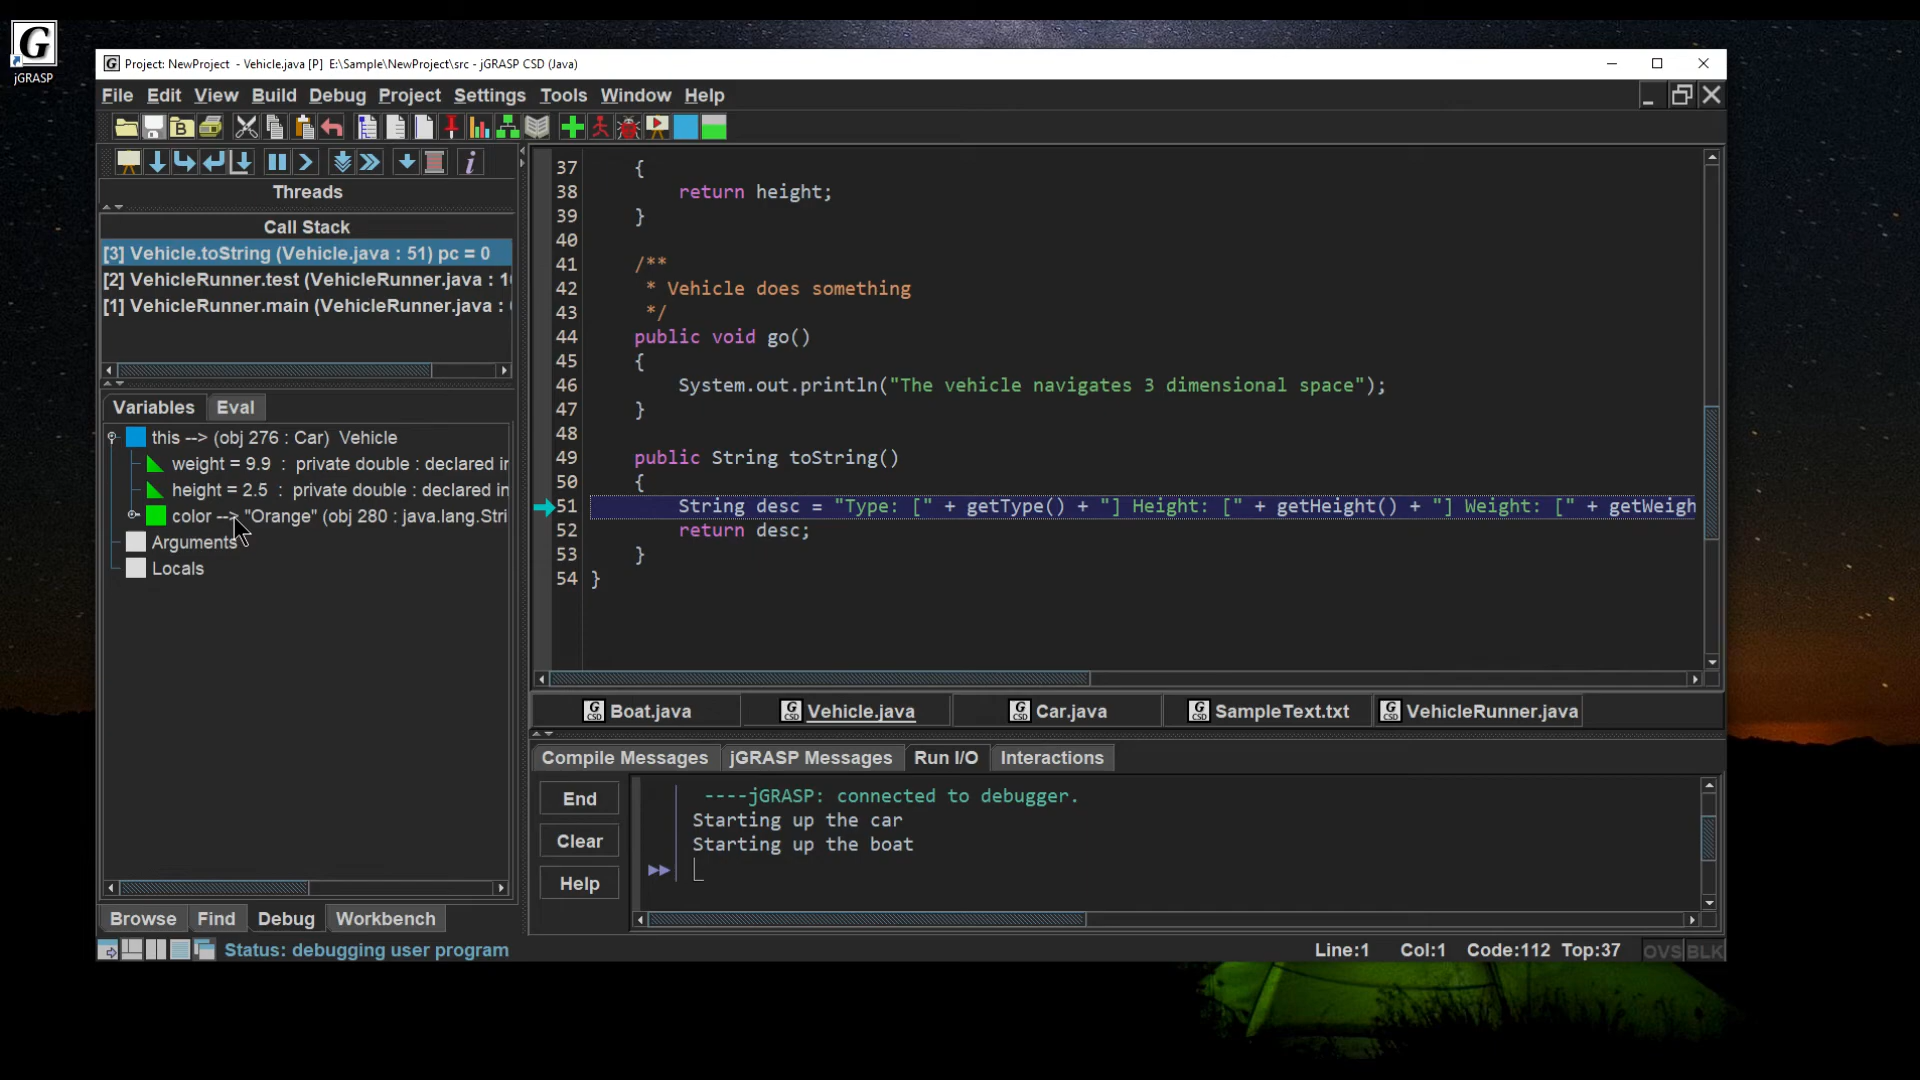 G
jGRASP
Project: NewProject - Vehicle.java [P] E:\Sample\NewProject\src - jGRASP CSD (Java)
File Edit View Build Debug Project Settings Tools Window Help
B
i
Threads
Call Stack
[3] Vehicle.toString (Vehicle.java : 51) pc = 0
[2] VehicleRunner.test (VehicleRunner.java : 1
[1] VehicleRunner.main (VehicleRunner.java :
Variables Eval
this --> (obj 276 : Car) Vehicle
weight = 9.9 : private double : declared in
height = 2.5 : private double : declared in
color --> "Orange" (obj 280 : java.lang.Stri
Arguments
Locals
37 {
38 return height;
39 }
40
41 /**
42 * Vehicle does something
43 */
44 public void go()
45 {
46 System.out.println("The vehicle navigates 3 dimensional space");
47 }
48
49 public String toString()
50 {
51 String desc = "Type: [" + getType() + "] Height: [" + getHeight() + "] Weight: [" + getWeigh
52 return desc;
53 }
54 }
Boat.java Vehicle.java Car.java SampleText.txt VehicleRunner.java
Compile Messages jGRASP Messages Run I/O Interactions
End
Clear
Help
----jGRASP: connected to debugger.
Starting up the car
Starting up the boat
Browse Find Debug Workbench
Status: debugging user program
Line:1 Col:1 Code:112 Top:37 OVS BLK